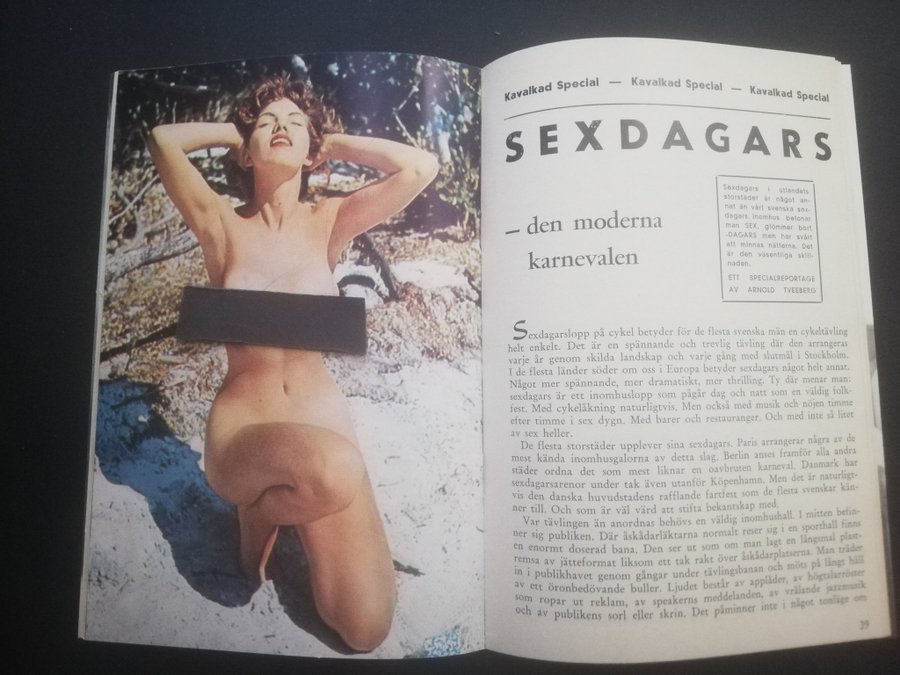 Kavalkad Special — Kavalkad Special — Kavalkad Special
SEXDAGARS
– den moderna
karnevalen
Sexdagars i utlandets
storstäder är något an-
nat än vårt svenska sex-
dagars. Inomhus betonar
man SEX, glömmer bort
-DAGARS men har svårt
att minnas nätterna. Det
är den väsentliga skill-
naden.
ETT SPECIALREPORTAGE
AV ARNOLD TVEEBERG
Sexdagarslopp på cykel betyder för de flesta svenska män en cykeltävling
helt enkelt. Det är en spännande och trevlig tävling där den arrangeras
varje år genom skilda landskap och varje gång med slutmål i Stockholm.
I de flesta länder söder om oss i Europa betyder sexdagars något helt annat.
Något mer spännande, mer dramatiskt, mer thrilling. Ty där menar man:
sexdagars är ett inomhuslopp som pågår dag och natt som en väldig folk-
fest. Med cykelåkning naturligtvis. Men också med musik och nöjen timme
efter timme i sex dygn. Med barer och restauranger. Och med inte så litet
av sex heller.
De flesta storstäder upplever sina sexdagars. Paris arrangerar några av de
mest kända inomhusgalorna av detta slag. Berlin anses framför alla andra
städer ordna det som mest liknar en oavbruten karneval. Danmark har
sexdagarsarenor under tak även utanför Köpenhamn. Men det är naturligt-
vis den danska huvudstadens rafflande fartfest som de flesta svenskar kän-
ner till. Och som är väl värd att stifta bekantskap med.
Var tävlingen än anordnas behövs en väldig inomhushall. I mitten befin-
ner sig publiken. Där åskådarläktarna normalt reser sig i en sporthall finns
en enormt doserad bana. Den ser ut som om man lagt en långsmal plast-
remsa av jätteformat liksom ett tak rakt över åskådarplatserna. Man träder
in i publikhavet genom gångar under tävlingsbanan och möts på långt håll
av ett öronbedövande buller. Ljudet består av applåder, av högtalarröster
som ropar ut reklam, av speakerns meddelanden, av vrålande jazzmusik
och av publikens sorl eller skrin. Det påminner inte i något tonläge om
39